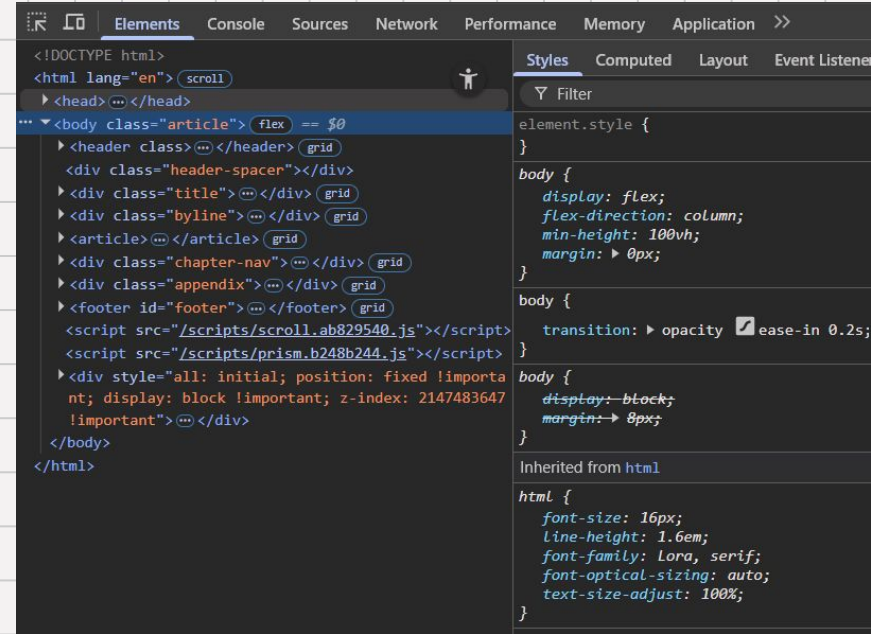 Elements Console Sources Network Performance Memory Application >>
<!DOCTYPE html>
<html lang="en"> scroll
<head> ⋯ </head>
⋯ <body class="article"> flex == $0
<header class> ⋯ </header> grid
<div class="header-spacer"></div>
<div class="title"> ⋯ </div> grid
<div class="byline"> ⋯ </div> grid
<article> ⋯ </article> grid
<div class="chapter-nav"> ⋯ </div> grid
<div class="appendix"> ⋯ </div> grid
<footer id="footer"> ⋯ </footer> grid
<script src="/scripts/scroll.ab829540.js"></script>
<script src="/scripts/prism.b248b244.js"></script>
<div style="all: initial; position: fixed !importa
nt; display: block !important; z-index: 2147483647
!important"> ⋯ </div>
</body>
</html>
Styles Computed Layout Event Listene
Filter
element.style {
}
body {
display: flex;
flex-direction: column;
min-height: 100vh;
margin: 0px;
}
body {
transition: opacity ease-in 0.2s;
}
body {
display: block;
margin: 8px;
}
Inherited from html
html {
font-size: 16px;
line-height: 1.6em;
font-family: Lora, serif;
font-optical-sizing: auto;
text-size-adjust: 100%;
}